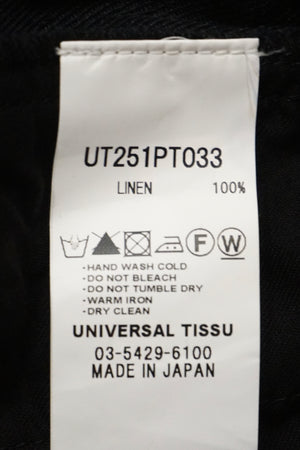 UT251PT033
LINEN 100%
F W
·HAND WASH COLD
·DO NOT BLEACH
·DO NOT TUMBLE DRY
·WARM IRON
·DRY CLEAN
UNIVERSAL TISSU
03-5429-6100
MADE IN JAPAN